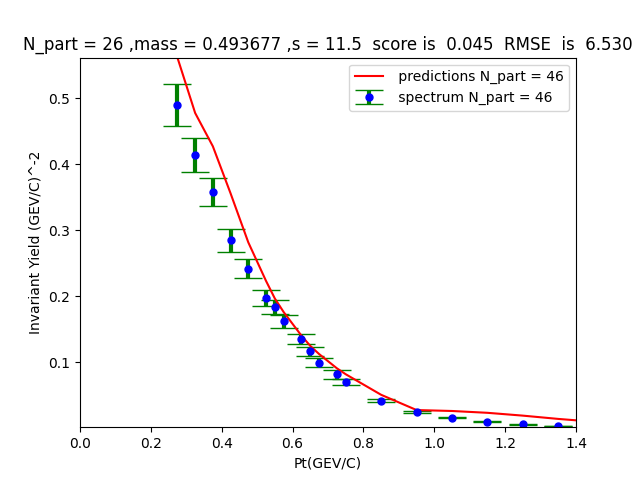 N_part = 26 ,mass = 0.493677 ,s = 11.5  score is  0.045  RMSE  is  6.530
predictions N_part = 46
spectrum N_part = 46
Invariant Yield (GEV/C)^-2
0.5
0.4
0.3
0.2
0.1
0.0 0.2 0.4 0.6 0.8 1.0 1.2 1.4
Pt(GEV/C)